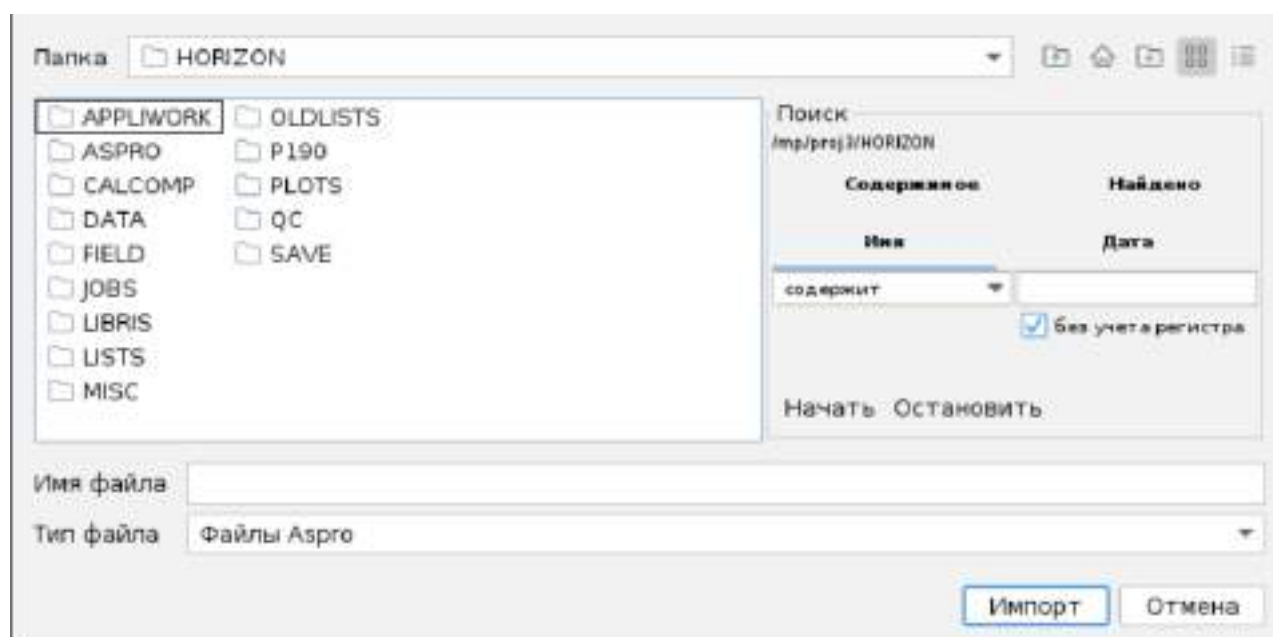 Папка HORIZON
APPLIWORK OLDLISTS
ASPRO P190
CALCOMP PLOTS
DATA QC
FIELD SAVE
JOBS
LIBRIS
LISTS
MISC
Поиск
/mp/proj3/HORIZON
Содержимое Найдено
Имя Дата
содержит
без учета регистра
Начать Остановить
Имя файла
Тип файла Файлы Aspro
Импорт Отмена